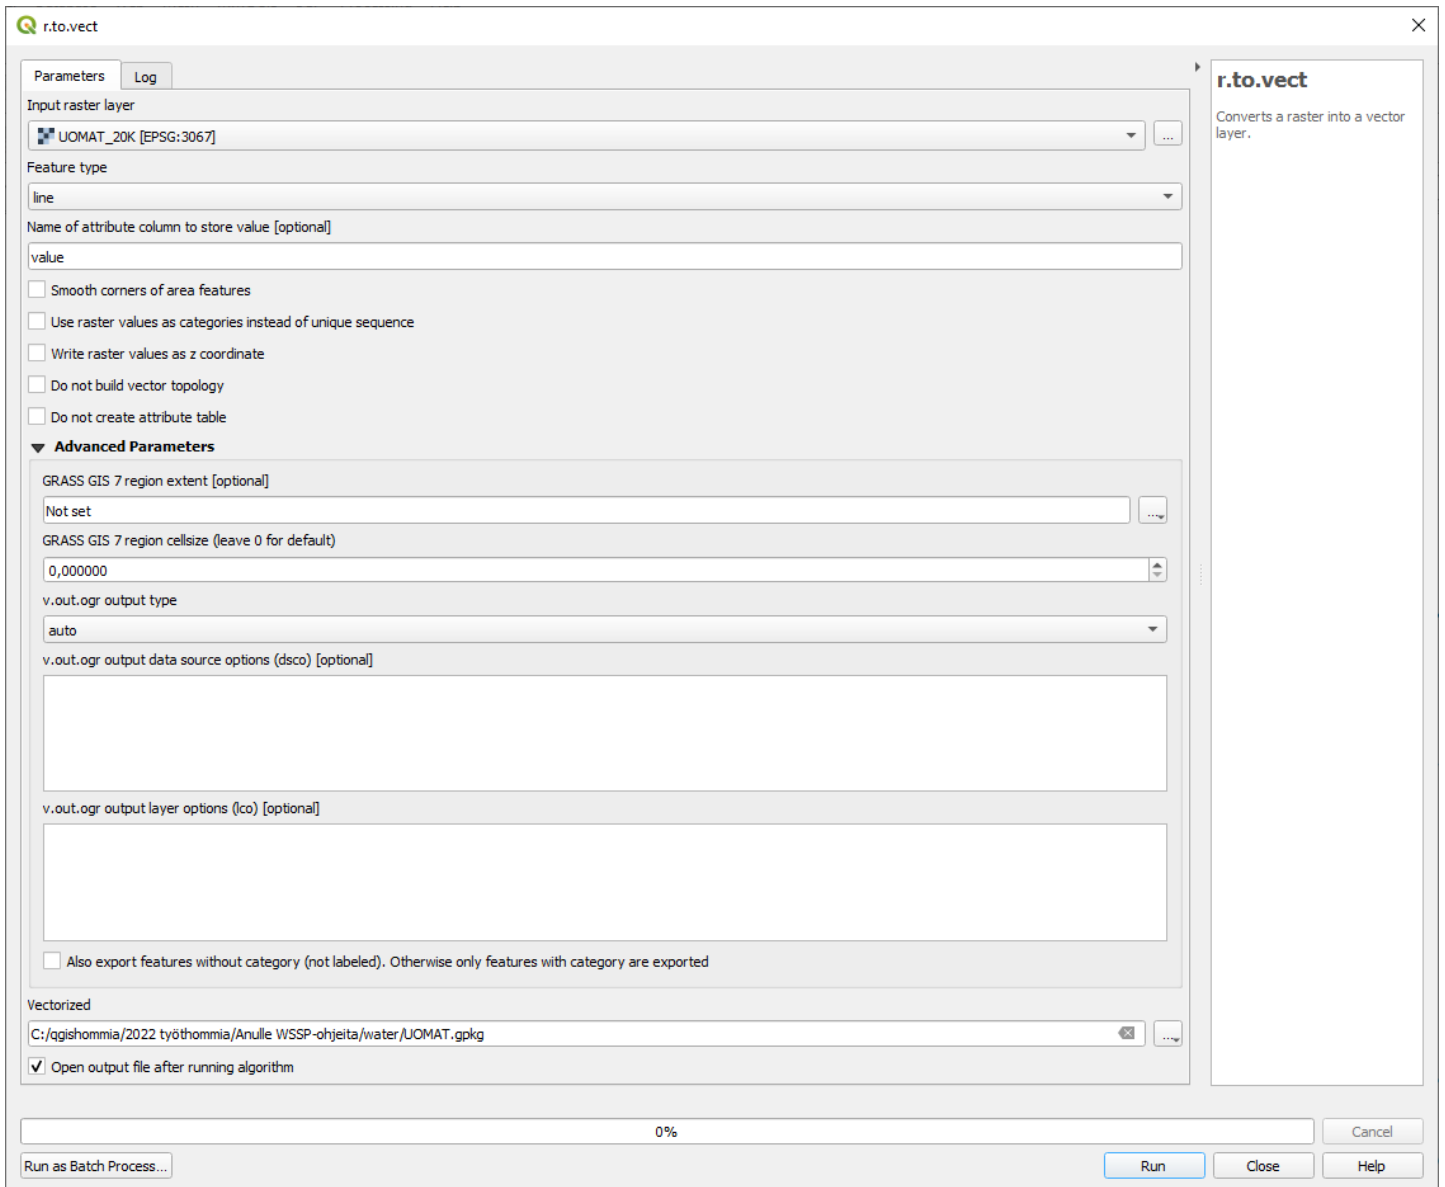 r.to.vect
Parameters
Log
Input raster layer
UOMAT_20K [EPSG:3067]
...
Feature type
line
Name of attribute column to store value [optional]
value
Smooth corners of area features
Use raster values as categories instead of unique sequence
Write raster values as z coordinate
Do not build vector topology
Do not create attribute table
Advanced Parameters
GRASS GIS 7 region extent [optional]
Not set
...
GRASS GIS 7 region cellsize (leave 0 for default)
0,000000
v.out.ogr output type
auto
v.out.ogr output data source options (dsco) [optional]
v.out.ogr output layer options (lco) [optional]
Also export features without category (not labeled). Otherwise only features with category are exported
Vectorized
C:/qgishommia/2022 työthommia/Anulle WSSP-ohjeita/water/UOMAT.gpkg
...
Open output file after running algorithm
r.to.vect
Converts a raster into a vector
layer.
0%
Cancel
Run as Batch Process...
Run
Close
Help